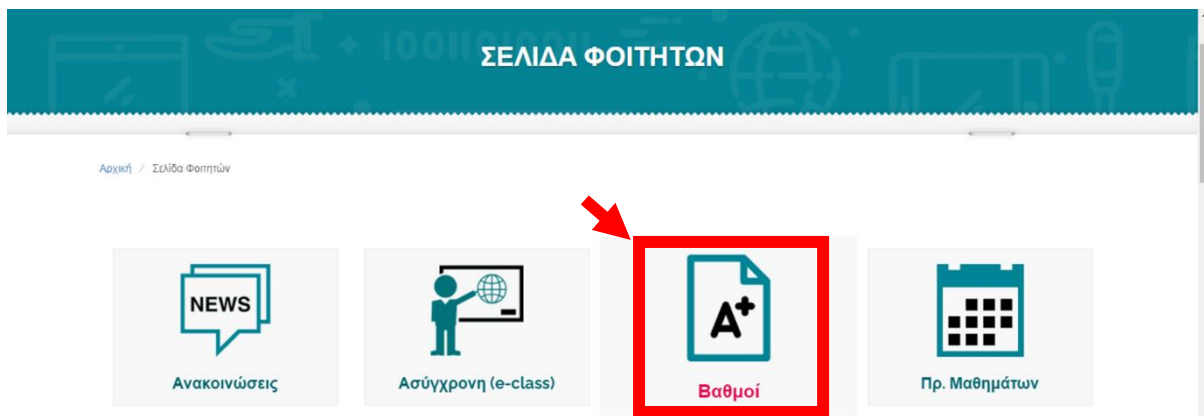 ΣΕΛΙΔΑ ΦΟΙΤΗΤΩΝ
Αρχική / Σελίδα Φοιτητών
NEWS
A+
Ανακοινώσεις
Ασύγχρονη (e-class)
Βαθμοί
Πρ. Μαθημάτων